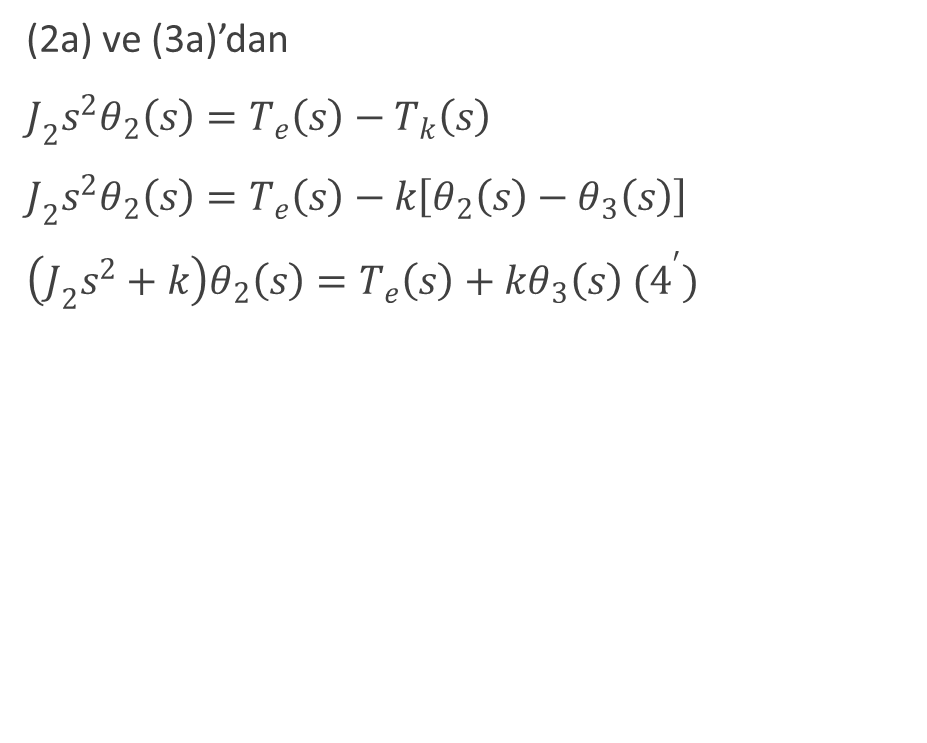 (2a) ve (3a)’dan
J₂s²θ₂(s) = Tₑ(s) − Tₖ(s)
J₂s²θ₂(s) = Tₑ(s) − k[θ₂(s) − θ₃(s)]
(J₂s² + k)θ₂(s) = Tₑ(s) + kθ₃(s) (4′)